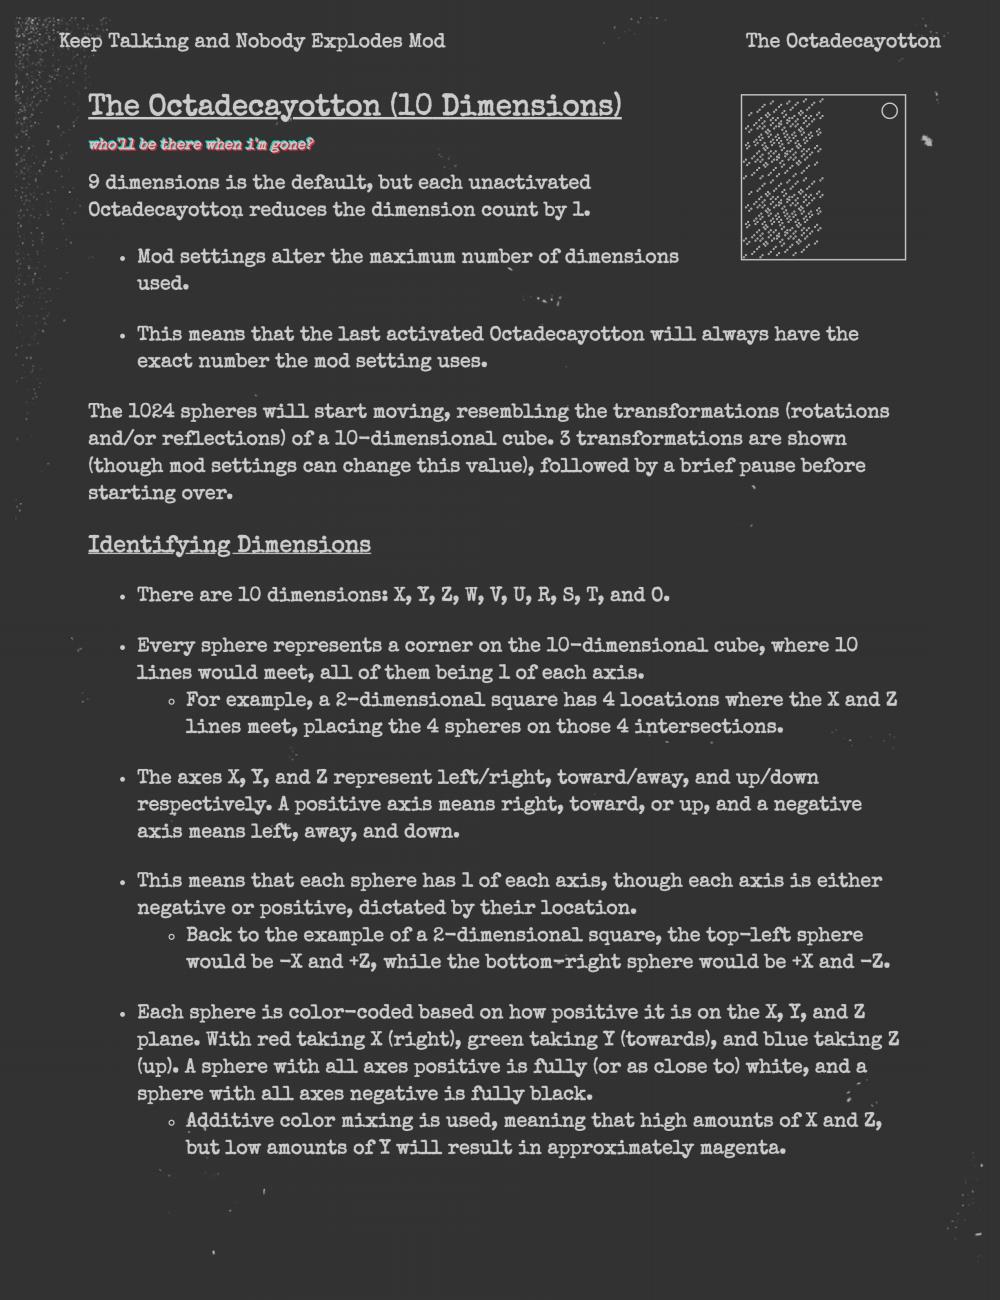 Keep Talking and Nobody Explodes Mod
The Octadecayotton
The Octadecayotton (10 Dimensions)
who'll be there when i'm gone?
9 dimensions is the default, but each unactivated
Octadecayotton reduces the dimension count by 1.
• Mod settings alter the maximum number of dimensions
used.
• This means that the last activated Octadecayotton will always have the
exact number the mod setting uses.
The 1024 spheres will start moving, resembling the transformations (rotations
and/or reflections) of a 10-dimensional cube. 3 transformations are shown
(though mod settings can change this value), followed by a brief pause before
starting over.
Identifying Dimensions
• There are 10 dimensions: X, Y, Z, W, V, U, R, S, T, and O.
• Every sphere represents a corner on the 10-dimensional cube, where 10
lines would meet, all of them being 1 of each axis.
◦ For example, a 2-dimensional square has 4 locations where the X and Z
lines meet, placing the 4 spheres on those 4 intersections.
• The axes X, Y, and Z represent left/right, toward/away, and up/down
respectively. A positive axis means right, toward, or up, and a negative
axis means left, away, and down.
• This means that each sphere has 1 of each axis, though each axis is either
negative or positive, dictated by their location.
◦ Back to the example of a 2-dimensional square, the top-left sphere
would be -X and +Z, while the bottom-right sphere would be +X and -Z.
• Each sphere is color-coded based on how positive it is on the X, Y, and Z
plane. With red taking X (right), green taking Y (towards), and blue taking Z
(up). A sphere with all axes positive is fully (or as close to) white, and a
sphere with all axes negative is fully black.
◦ Additive color mixing is used, meaning that high amounts of X and Z,
but low amounts of Y will result in approximately magenta.